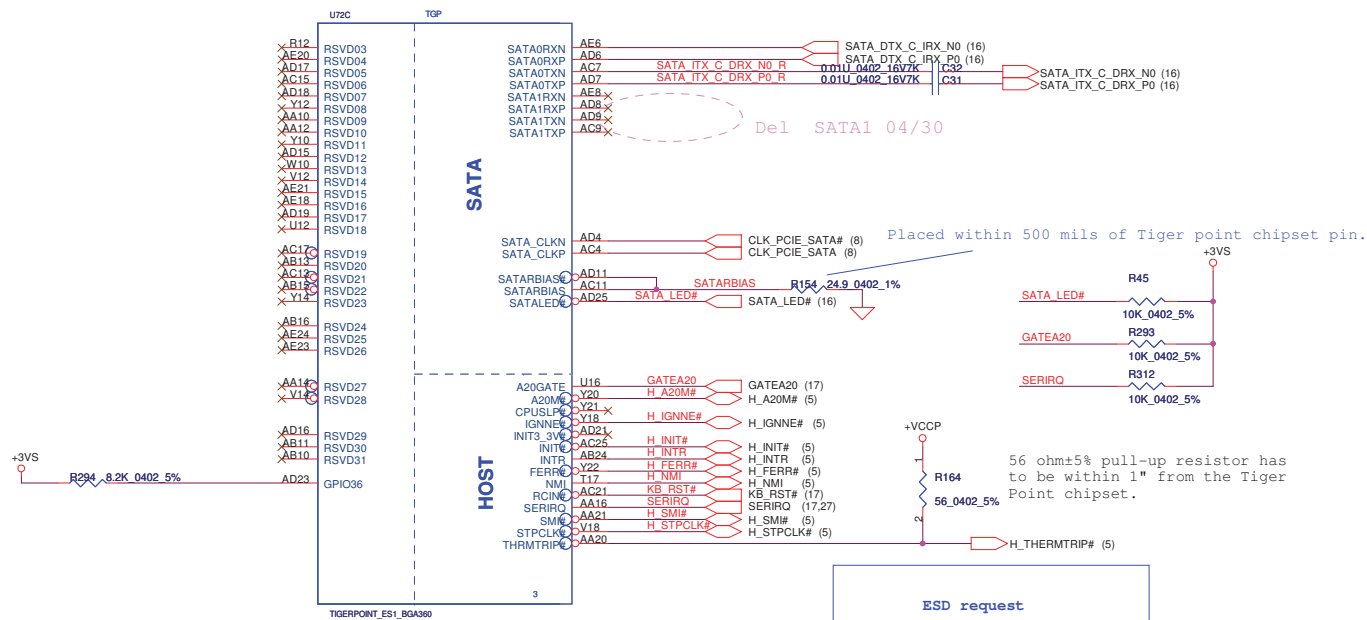 U72C TGP
R12 RSVD03
AE20 RSVD04
AD17 RSVD05
AC15 RSVD06
AD18 RSVD07
Y12 RSVD08
AA10 RSVD09
AA12 RSVD10
Y10 RSVD11
AD15 RSVD12
W10 RSVD13
V12 RSVD14
AE21 RSVD15
AE18 RSVD16
AD19 RSVD17
U12 RSVD18
AC17 RSVD19
AB13 RSVD20
AC13 RSVD21
AB15 RSVD22
Y14 RSVD23
AB16 RSVD24
AE24 RSVD25
AE23 RSVD26
AA14 RSVD27
V14 RSVD28
AD16 RSVD29
AB11 RSVD30
AB10 RSVD31
+3VS
R294 8.2K_0402_5% AD23 GPIO36
SATA
SATA0RXN AE6 SATA_DTX_C_IRX_N0 (16)
SATA0RXP AD6 SATA_DTX_C_IRX_P0 (16)
SATA0TXN AC7 SATA_ITX_C_DRX_N0_R 0.01U_0402_16V7K C32 SATA_ITX_C_DRX_N0 (16)
SATA0TXP AD7 SATA_ITX_C_DRX_P0_R 0.01U_0402_16V7K C31 SATA_ITX_C_DRX_P0 (16)
SATA1RXN AE8
SATA1RXP AD8
SATA1TXN AD9
SATA1TXP AC9
Del SATA1 04/30
SATA_CLKN AD4 CLK_PCIE_SATA# (8)
SATA_CLKP AC4 CLK_PCIE_SATA (8)
SATARBIAS# AD11
SATARBIAS AC11 SATARBIAS R154 24.9_0402_1%
SATALED# AD25 SATA_LED# SATA_LED# (16)
Placed within 500 mils of Tiger point chipset pin.
+3VS
SATA_LED# R45 10K_0402_5%
GATEA20 R293 10K_0402_5%
SERIRQ R312 10K_0402_5%
HOST
A20GATE U16 GATEA20 GATEA20 (17)
A20M# Y20 H_A20M# H_A20M# (5)
CPUSLP# Y21
IGNNE# Y18 H_IGNNE# H_IGNNE# (5)
INIT3_3V# AD21
INIT# AC25 H_INIT# H_INIT# (5)
INTR AB24 H_INTR H_INTR (5)
FERR# Y22 H_FERR# H_FERR# (5)
NMI T17 H_NMI H_NMI (5)
RCIN# AC21 KB_RST# KB_RST# (17)
SERIRQ AA16 SERIRQ SERIRQ (17,27)
SMI# AA21 H_SMI# H_SMI# (5)
STPCLK# V18 H_STPCLK# H_STPCLK# (5)
THRMTRIP# AA20 H_THERMTRIP# (5)
+VCCP
1
R164
56_0402_5%
2
56 ohm±5% pull-up resistor has
to be within 1" from the Tiger
Point chipset.
3
TIGERPOINT_ES1_BGA360
ESD request